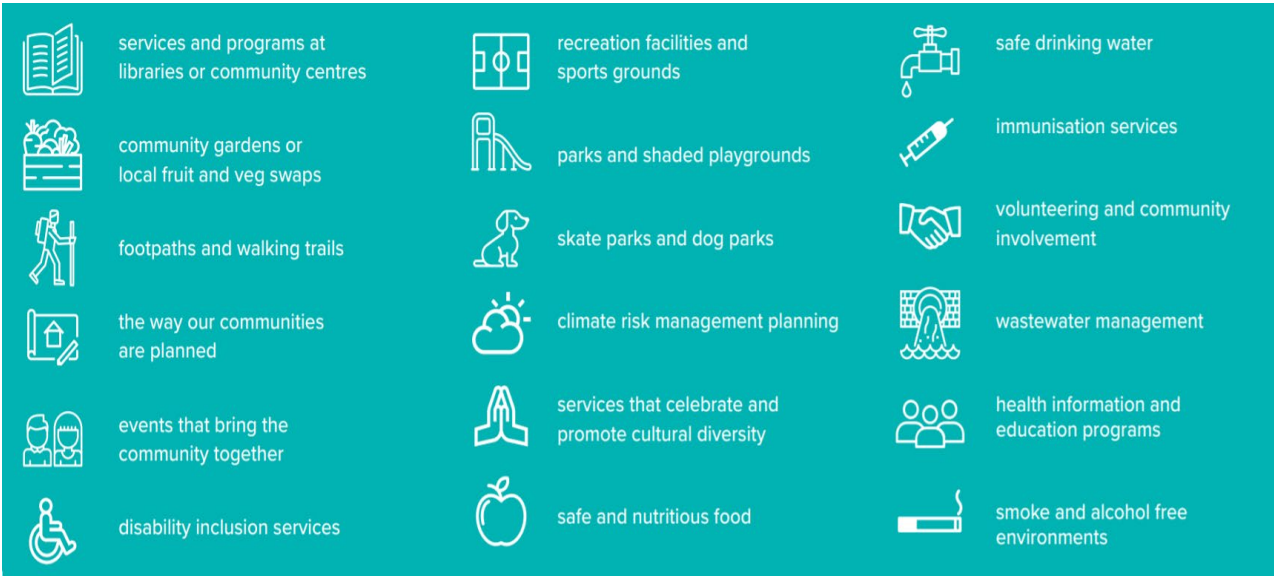 services and programs at
libraries or community centres
community gardens or
local fruit and veg swaps
footpaths and walking trails
the way our communities
are planned
events that bring the
community together
disability inclusion services
recreation facilities and
sports grounds
parks and shaded playgrounds
skate parks and dog parks
climate risk management planning
services that celebrate and
promote cultural diversity
safe and nutritious food
safe drinking water
immunisation services
volunteering and community
involvement
wastewater management
health information and
education programs
smoke and alcohol free
environments